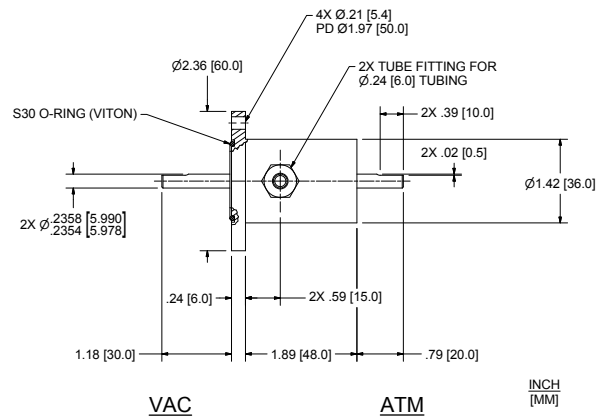 4X Ø.21 [5.4]
PD Ø1.97 [50.0]
Ø2.36 [60.0]
2X TUBE FITTING FOR
Ø.24 [6.0] TUBING
S30 O-RING (VITON)
2X .39 [10.0]
2X .02 [0.5]
Ø1.42 [36.0]
2X Ø.2358 [5.990]
.2354 [5.978]
.24 [6.0]
2X .59 [15.0]
1.18 [30.0]
1.89 [48.0]
.79 [20.0]
VAC
ATM
INCH
[MM]